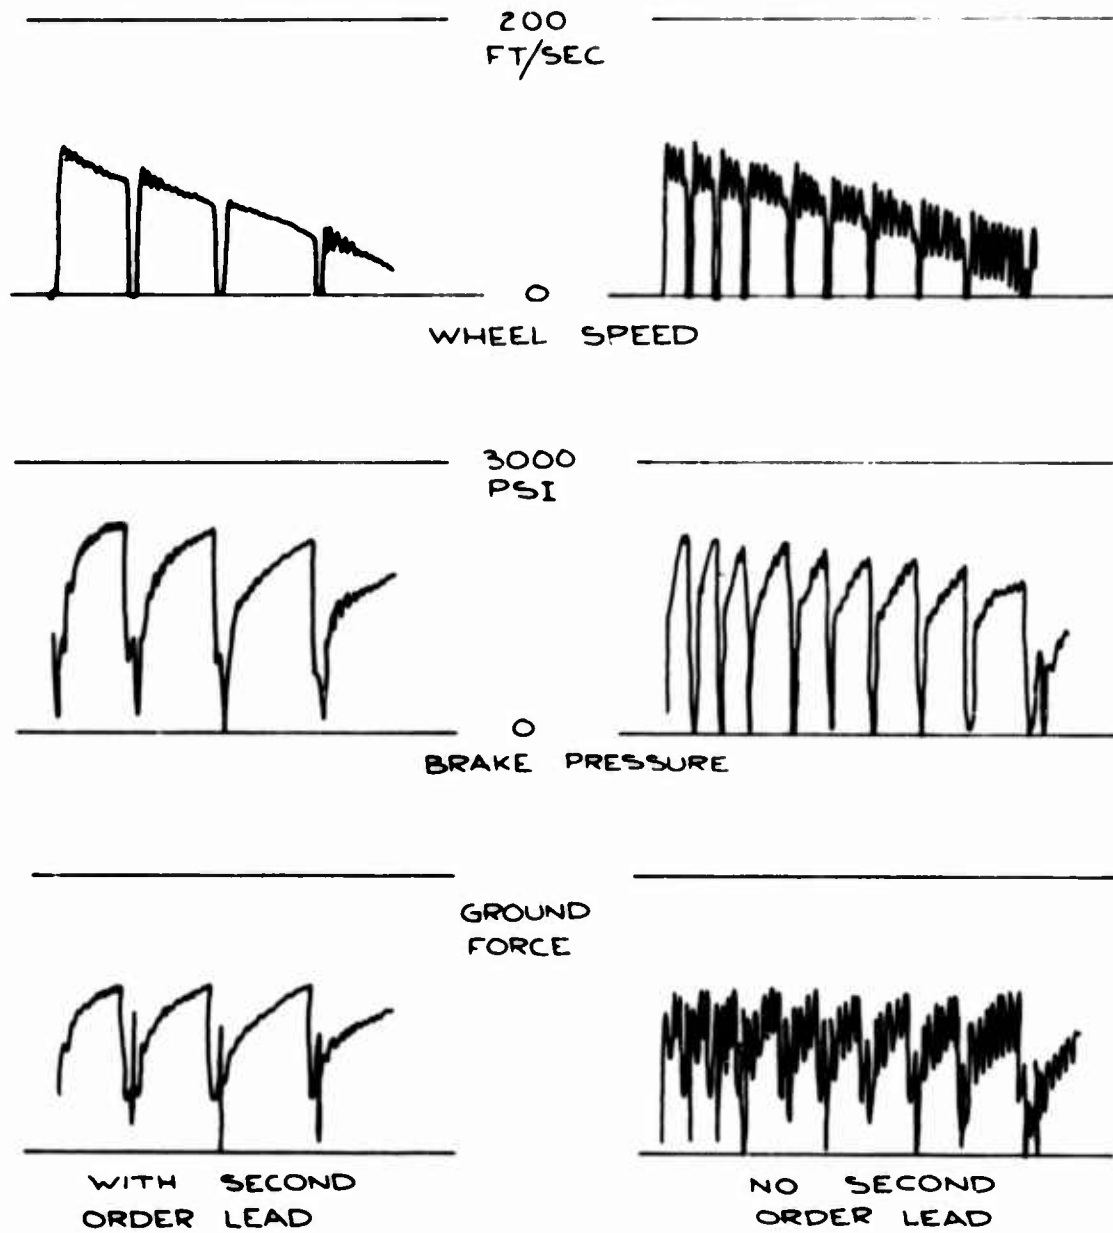 200
FT/SEC
0
WHEEL SPEED
3000
PSI
0
BRAKE PRESSURE
GROUND
FORCE
WITH SECOND
ORDER LEAD
NO SECOND
ORDER LEAD